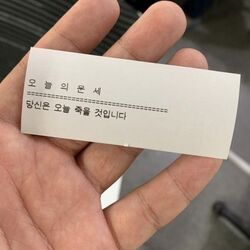 오 늘 의 운 세
당신은 오늘 죽을 것입니다